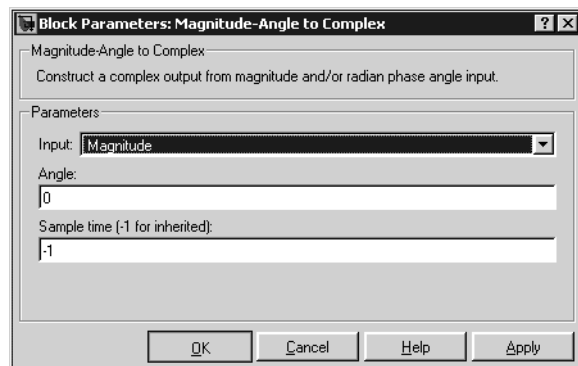 Block Parameters: Magnitude-Angle to Complex
Magnitude-Angle to Complex
Construct a complex output from magnitude and/or radian phase angle input.
Parameters
Input: Magnitude
Angle:
0
Sample time (-1 for inherited):
-1
OK Cancel Help Apply